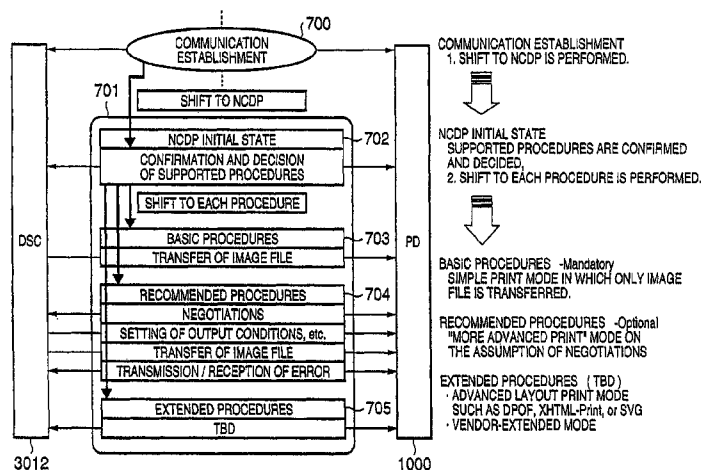 700
COMMUNICATION
ESTABLISHMENT
701
SHIFT TO NCDP
NCDP INITIAL STATE
702
CONFIRMATION AND DECISION
OF SUPPORTED PROCEDURES
SHIFT TO EACH PROCEDURE
DSC
PD
BASIC PROCEDURES
703
TRANSFER OF IMAGE FILE
RECOMMENDED PROCEDURES
704
NEGOTIATIONS
SETTING OF OUTPUT CONDITIONS, etc.
TRANSFER OF IMAGE FILE
TRANSMISSION / RECEPTION OF ERROR
EXTENDED PROCEDURES
705
TBD
3012
1000
COMMUNICATION ESTABLISHMENT
1. SHIFT TO NCDP IS PERFORMED.
NCDP INITIAL STATE
SUPPORTED PROCEDURES ARE CONFIRMED
AND DECIDED,
2. SHIFT TO EACH PROCEDURE IS PERFORMED.
BASIC PROCEDURES -Mandatory
SIMPLE PRINT MODE IN WHICH ONLY IMAGE
FILE IS TRANSFERRED.
RECOMMENDED PROCEDURES -Optional
"MORE ADVANCED PRINT" MODE ON
THE ASSUMPTION OF NEGOTIATIONS
EXTENDED PROCEDURES (TBD)
· ADVANCED LAYOUT PRINT MODE
SUCH AS DPOF, XHTML-Print, or SVG
· VENDOR-EXTENDED MODE